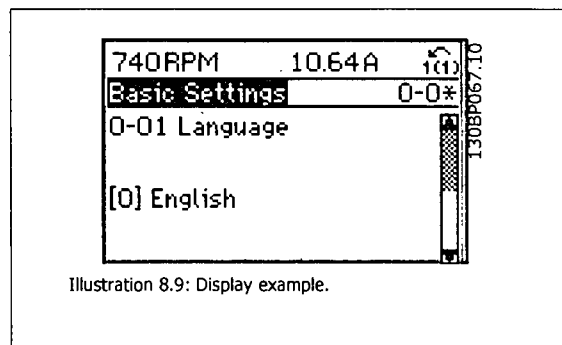 740RPM 10.64A 1(1)
Basic Settings 0-0*
0-01 Language
[0] English
130BP067.10
Illustration 8.9: Display example.